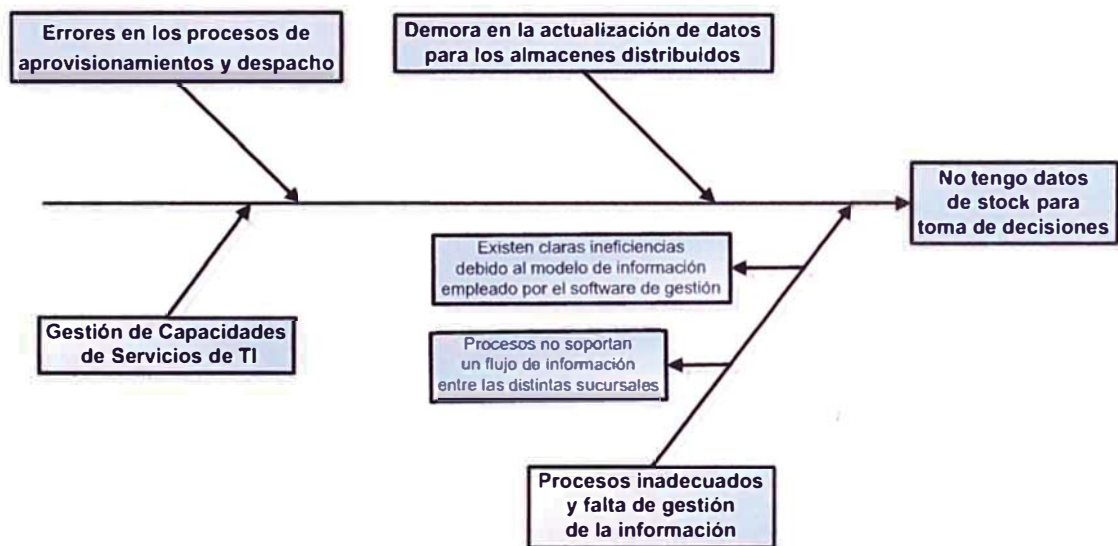 Errores en los procesos de
aprovisionamientos y despacho
Demora en la actualización de datos
para los almacenes distribuidos
No tengo datos
de stock para
toma de decisiones
Existen claras ineficiencias
debido al modelo de información
empleado por el software de gestión
Gestión de Capacidades
de Servicios de TI
Procesos no soportan
un flujo de información
entre las distintas sucursales
Procesos inadecuados
y falta de gestión
de la información